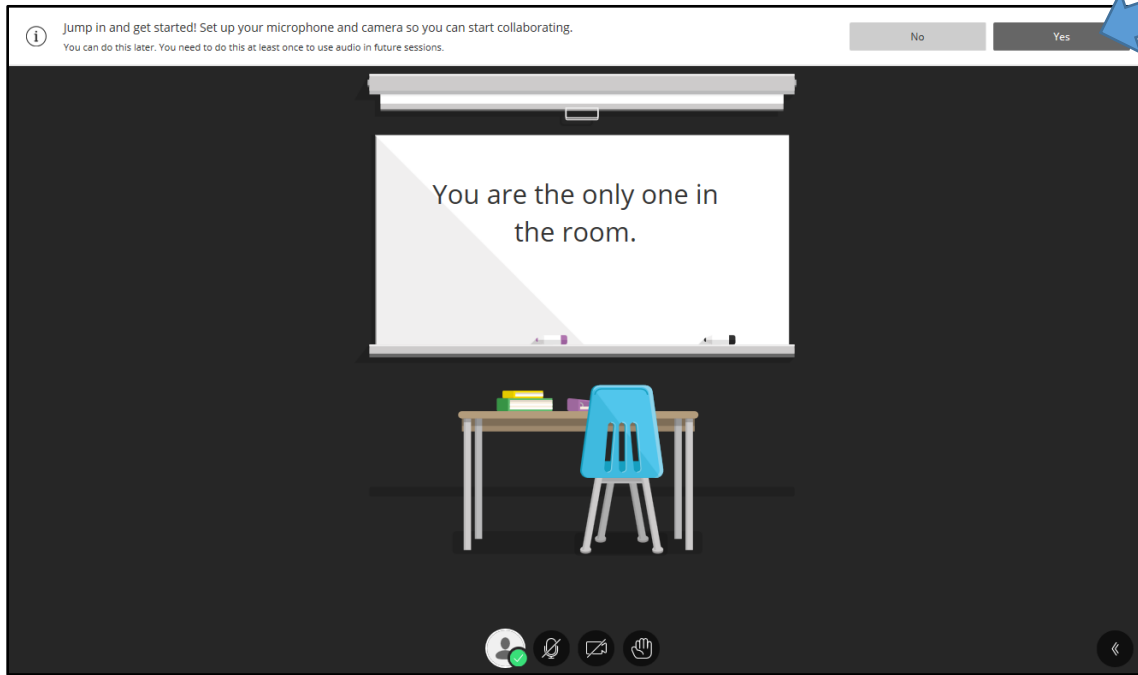 Jump in and get started! Set up your microphone and camera so you can start collaborating.
You can do this later. You need to do this at least once to use audio in future sessions.
No
Yes
You are the only one in
the room.